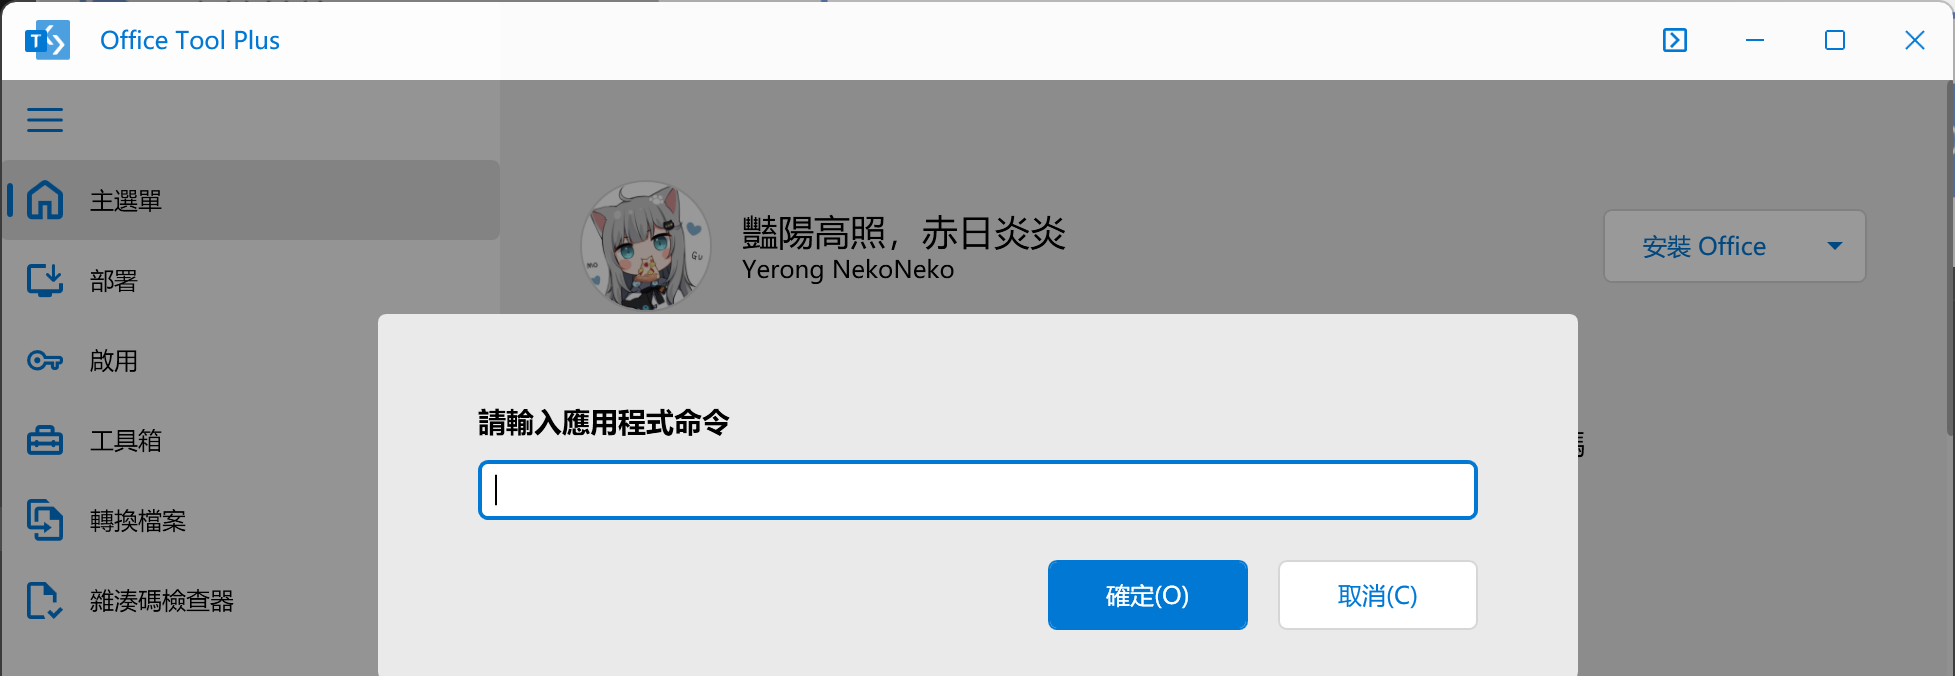 Office Tool Plus
主選單
部署
啟用
工具箱
轉換檔案
雜湊碼檢查器
豔陽高照，赤日炎炎
Yerong NekoNeko
安裝 Office
請輸入應用程式命令
確定(O)
取消(C)